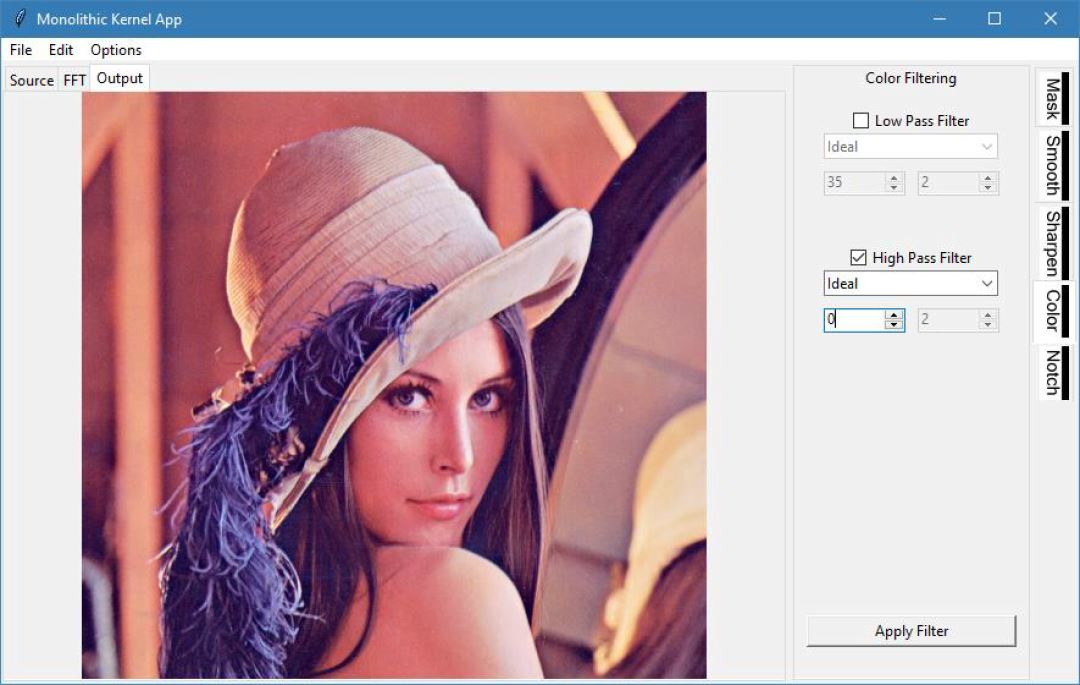 Monolithic Kernel App
File Edit Options
Source FFT Output
Color Filtering
Low Pass Filter
Ideal
35 2
High Pass Filter
Ideal
0 2
Apply Filter
Mask
Smooth
Sharpen
Color
Notch